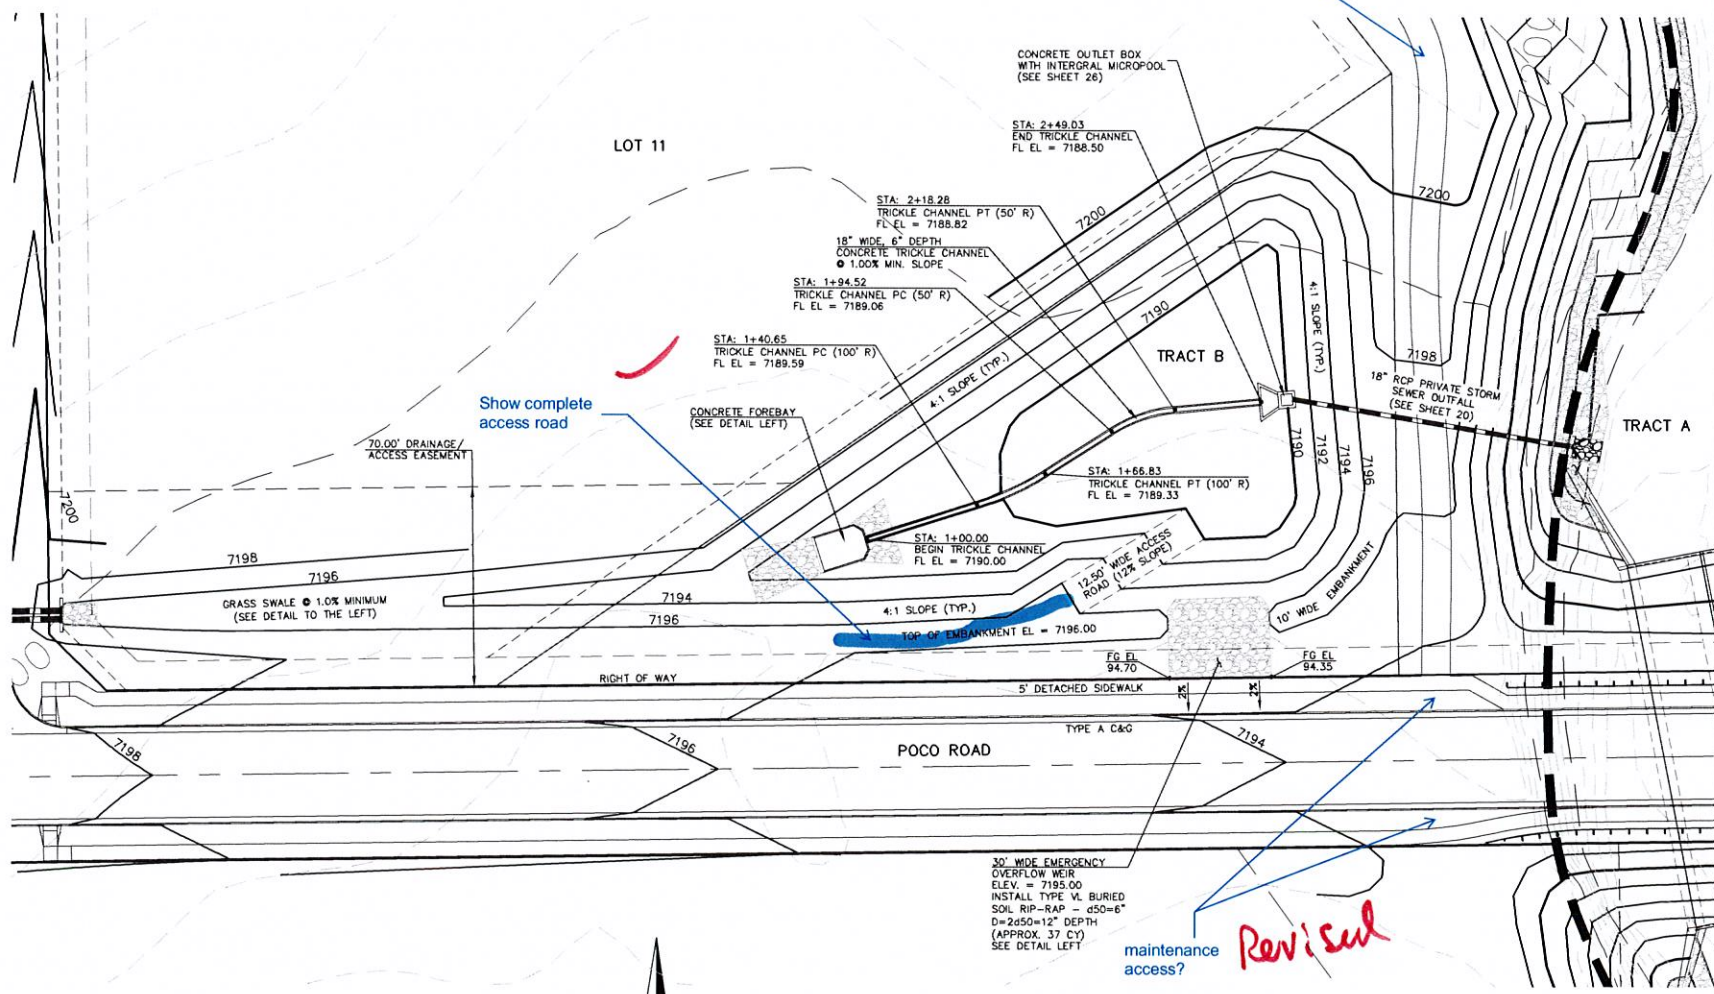 CONCRETE OUTLET BOX
WITH INTERGRAL MICROPOOL
(SEE SHEET 26)
STA: 2+49.03
END TRICKLE CHANNEL
FL EL = 7188.50
LOT 11
STA: 2+18.28
TRICKLE CHANNEL PT (50' R)
FL EL = 7188.82
18" WIDE, 6" DEPTH
CONCRETE TRICKLE CHANNEL
@ 1.00% MIN. SLOPE
STA: 1+94.52
TRICKLE CHANNEL PC (50' R)
FL EL = 7189.06
STA: 1+40.65
TRICKLE CHANNEL PC (100' R)
FL EL = 7189.59
7200
7200
7190
4:1 SLOPE (TYP.)
4:1 SLOPE (TYP.)
TRACT B
7198
18" RCP PRIVATE STORM
SEWER OUTFALL
(SEE SHEET 20)
TRACT A
Show complete
access road
CONCRETE FOREBAY
(SEE DETAIL LEFT)
70.00' DRAINAGE/
ACCESS EASEMENT
7190
7192
7194
7196
STA: 1+66.83
TRICKLE CHANNEL PT (100' R)
FL EL = 7189.33
7200
STA: 1+00.00
BEGIN TRICKLE CHANNEL
FL EL = 7190.00
12.50' WIDE ACCESS
ROAD (12% SLOPE)
10' WIDE EMBANKMENT
7198
7196
7194
GRASS SWALE @ 1.0% MINIMUM
(SEE DETAIL TO THE LEFT)
4:1 SLOPE (TYP.)
7196
TOP OF EMBANKMENT EL = 7196.00
FG EL
94.70
FG EL
94.35
RIGHT OF WAY
5' DETACHED SIDEWALK
2%
2%
TYPE A C&G
7198
7196
POCO ROAD
7194
30' WIDE EMERGENCY
OVERFLOW WEIR
ELEV. = 7195.00
INSTALL TYPE VL BURIED
SOIL RIP-RAP - d50=6"
D=2d50=12" DEPTH
(APPROX. 37 CY)
SEE DETAIL LEFT
maintenance
access?
Revised